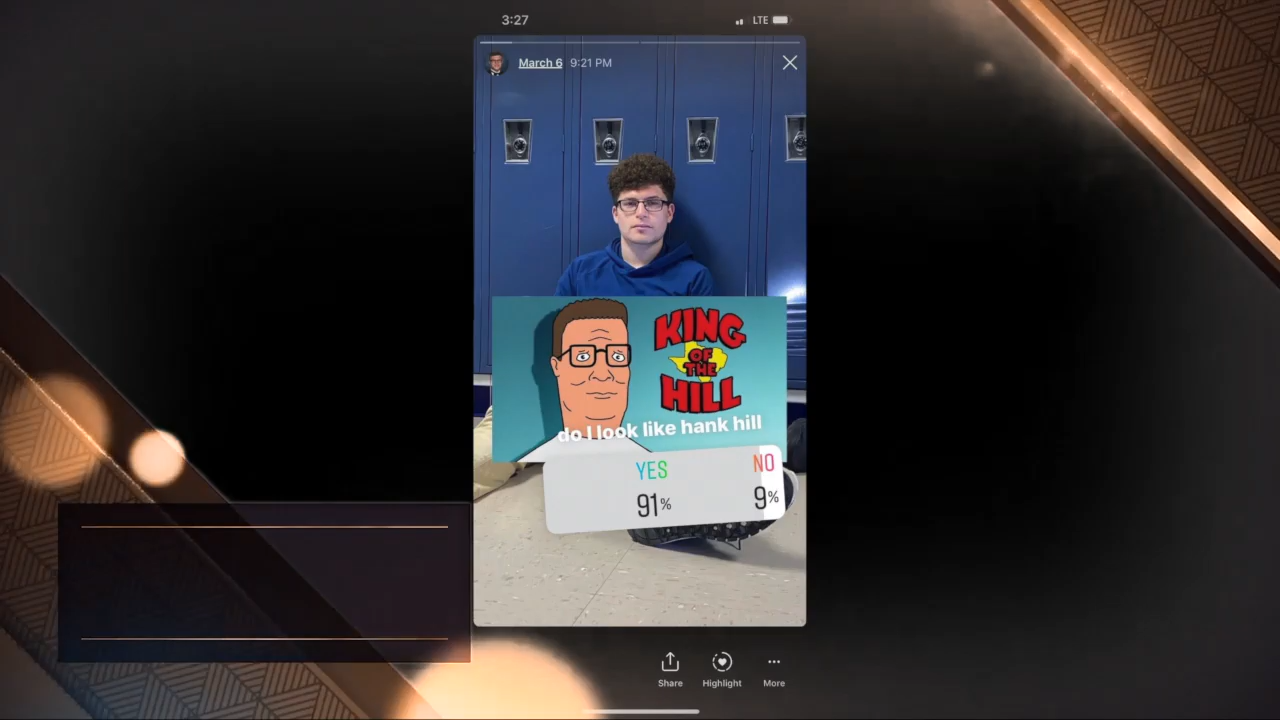 3:27
LTE
March 6 9:21 PM
KING
OF
THE
HILL
do I look like hank hill
YES NO
91% 9%
Share Highlight More